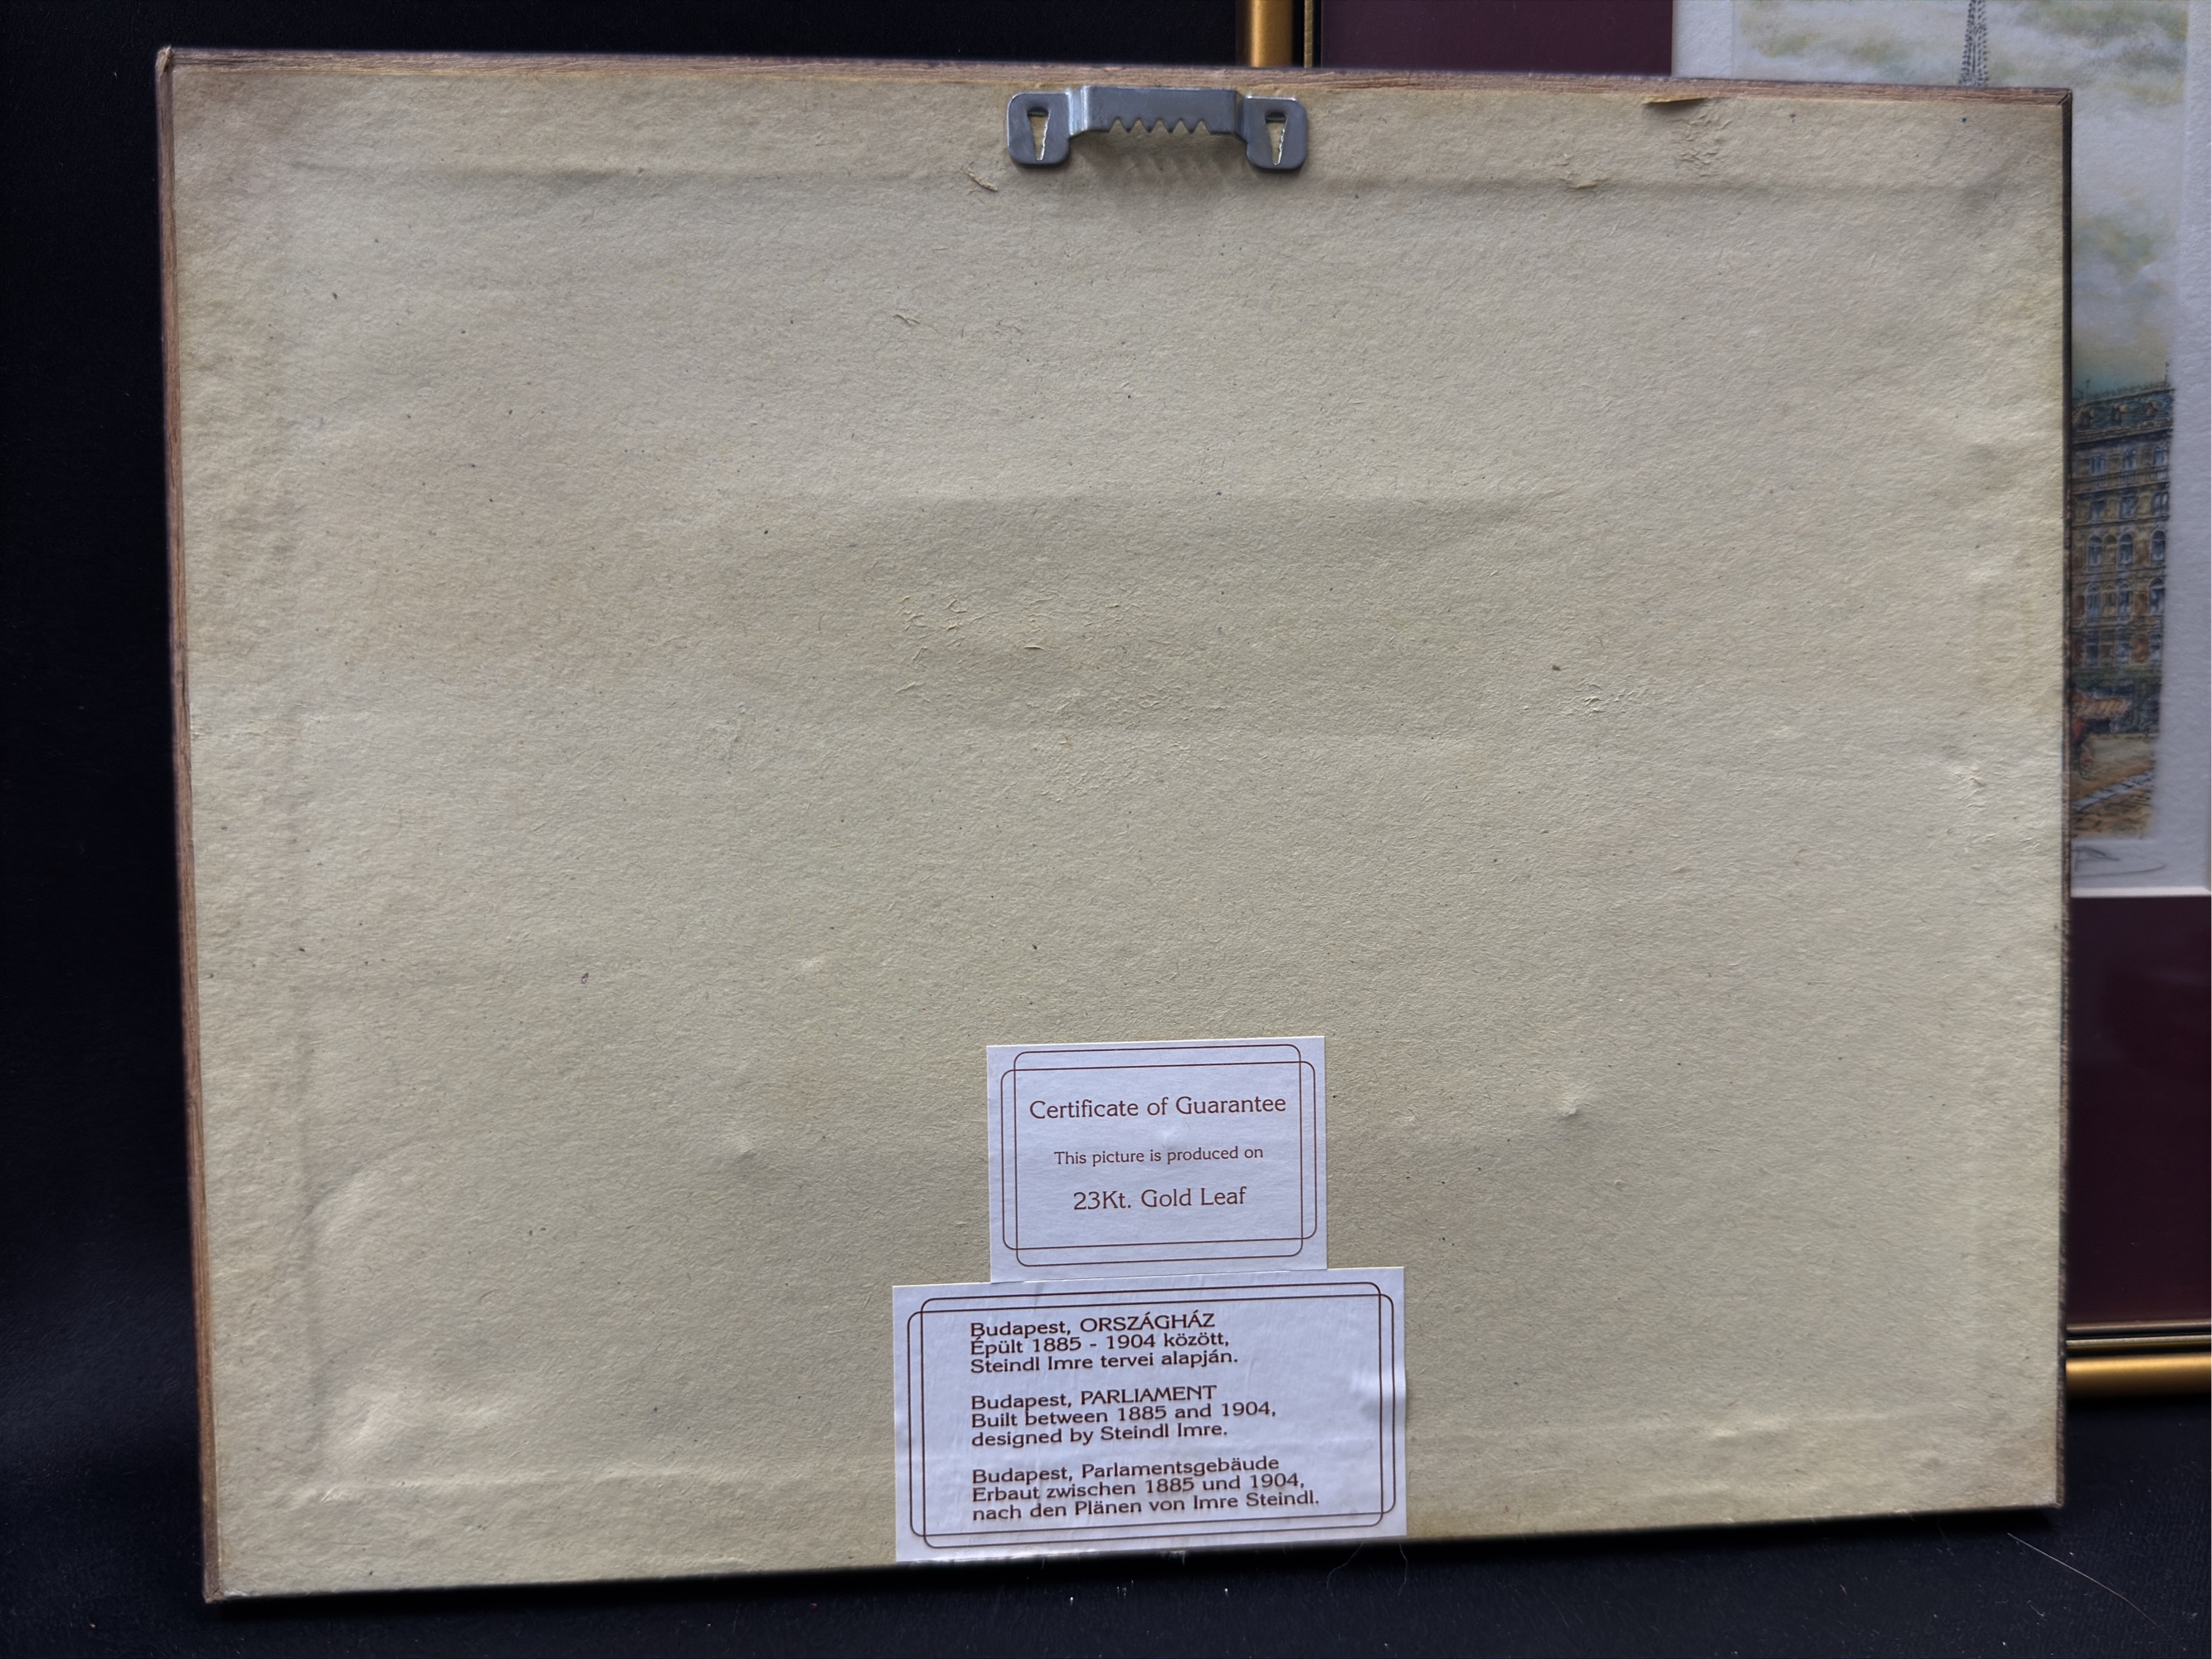 Certificate of Guarantee
This picture is produced on
23Kt. Gold Leaf
Budapest, ORSZÁGHÁZ
Épült 1885 - 1904 között,
Steindl Imre tervei alapján.
Budapest, PARLIAMENT
Built between 1885 and 1904,
designed by Steindl Imre.
Budapest, Parlamentsgebäude
Erbaut zwischen 1885 und 1904,
nach den Plänen von Imre Steindl.